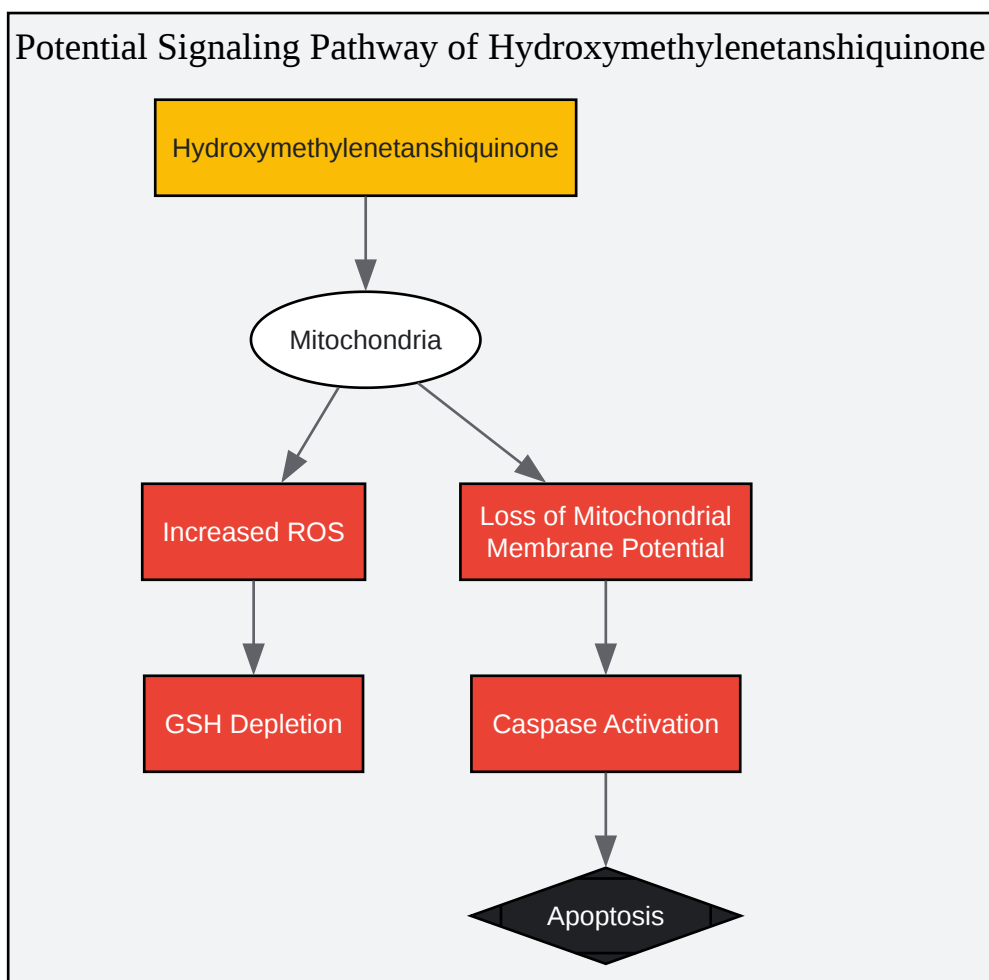 Potential Signaling Pathway of Hydroxymethylenetanshiquinone
Hydroxymethylenetanshiquinone
Mitochondria
Increased ROS
Loss of Mitochondrial
Membrane Potential
GSH Depletion
Caspase Activation
Apoptosis